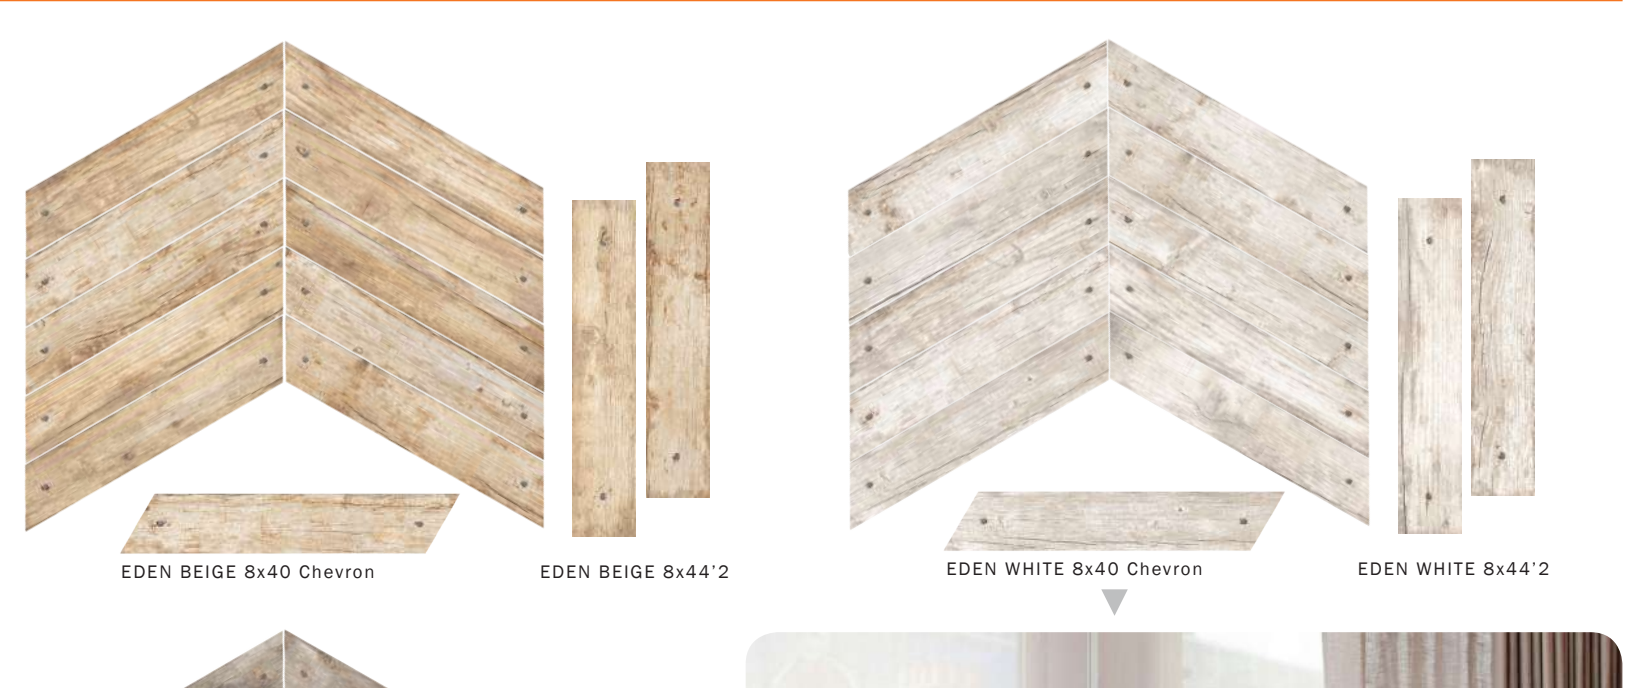 EDEN BEIGE 8x40 Chevron
EDEN BEIGE 8x44’2
EDEN WHITE 8x40 Chevron
EDEN WHITE 8x44’2